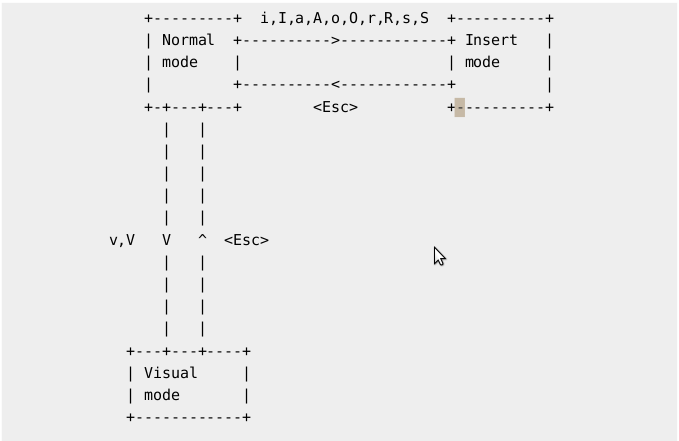 +---------+  i,I,a,A,o,O,r,R,s,S  +----------+
| Normal  +---------->------------+ Insert   |
| mode    |                       | mode     |
|         +----------<------------+          |
+-+---+---+        <Esc>          +----------+
  |   |
  |   |
  |   |
  |   |
  |   |
v,V   V   ^  <Esc>
  |   |
  |   |
  |   |
  |   |
+---+---+----+
| Visual     |
| mode       |
+------------+